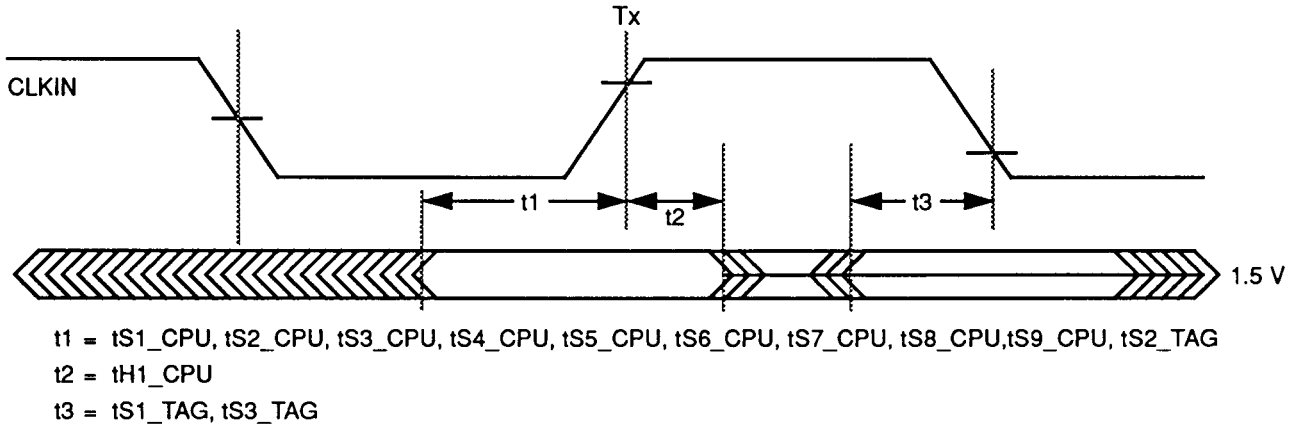 Tx
CLKIN
t1
t2
t3
1.5 V
t1 = tS1_CPU, tS2_CPU, tS3_CPU, tS4_CPU, tS5_CPU, tS6_CPU, tS7_CPU, tS8_CPU,tS9_CPU, tS2_TAG
t2 = tH1_CPU
t3 = tS1_TAG, tS3_TAG